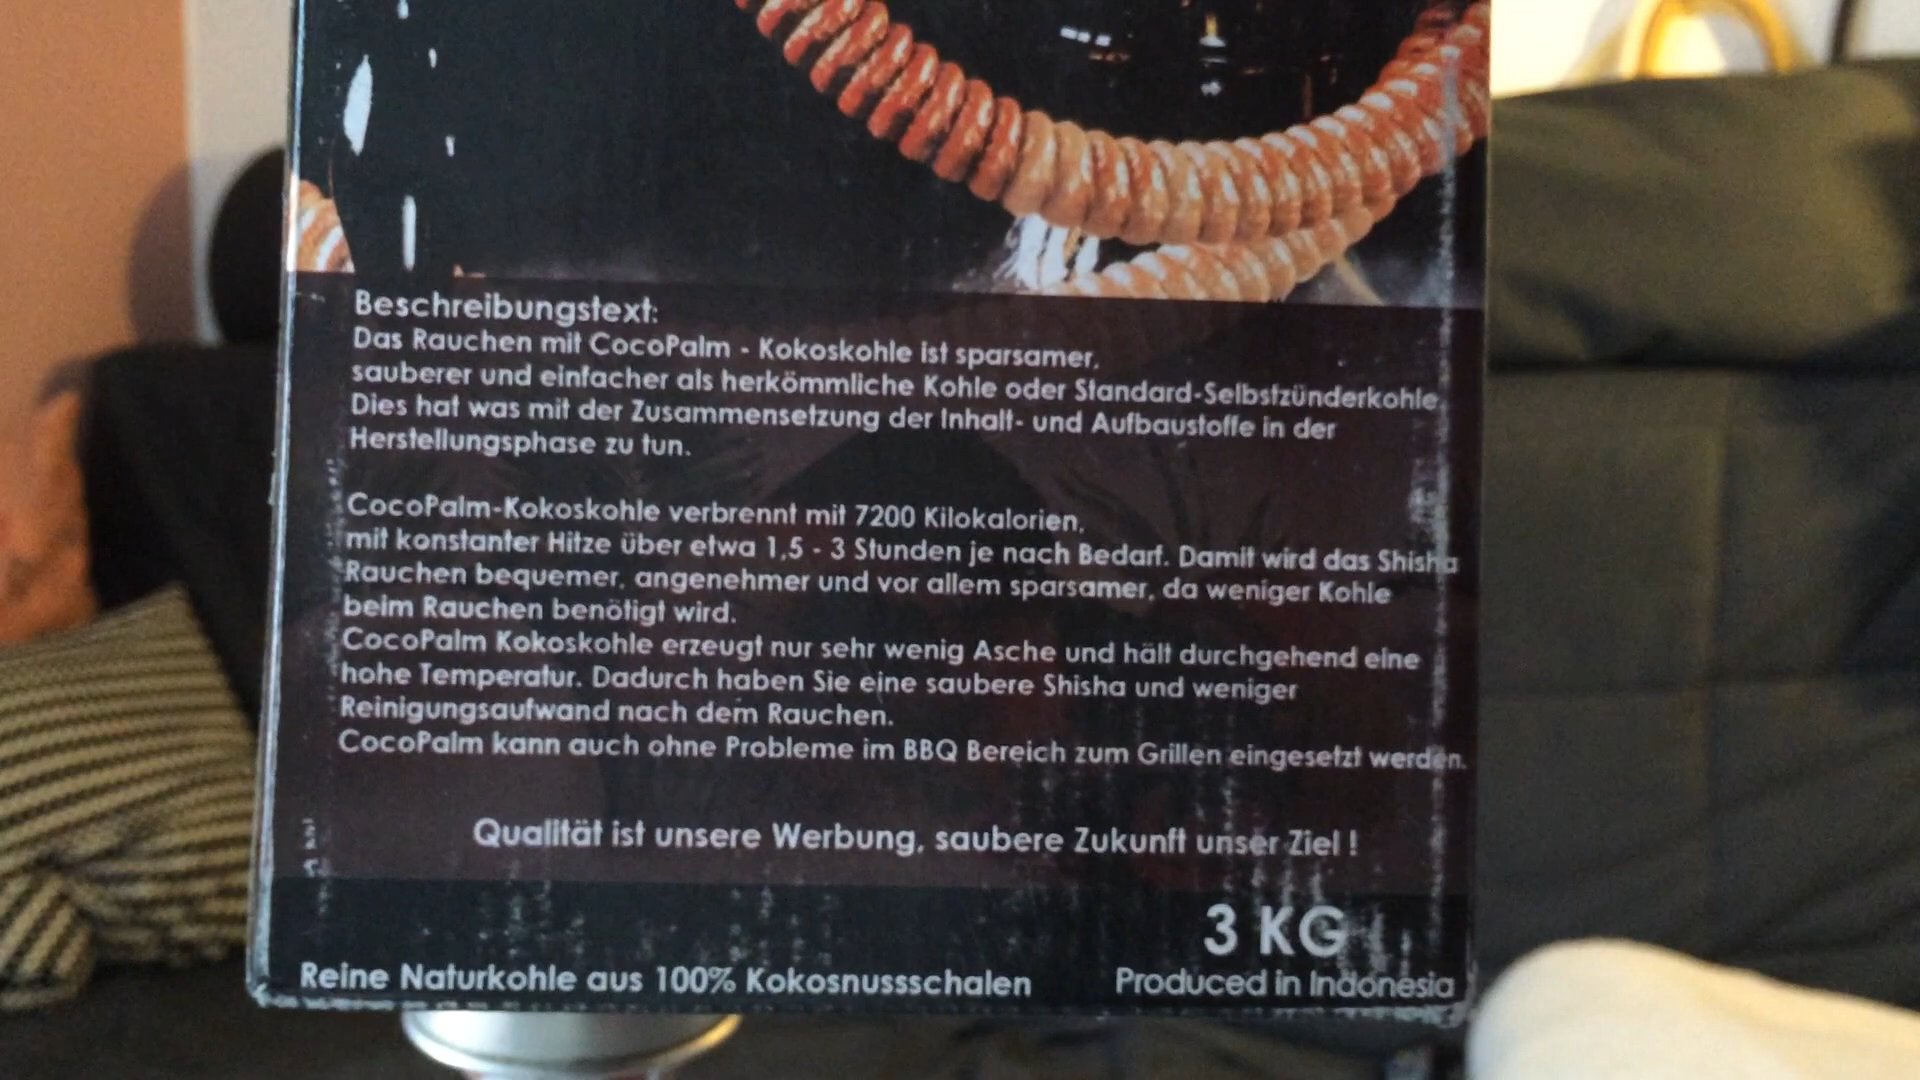 Beschreibungstext:
Das Rauchen mit CocoPalm - Kokoskohle ist sparsamer,
sauberer und einfacher als herkömmliche Kohle oder Standard-Selbstzünderkohle.
Dies hat was mit der Zusammensetzung der Inhalt- und Aufbaustoffe in der
Herstellungsphase zu tun.
CocoPalm-Kokoskohle verbrennt mit 7200 Kilokalorien,
mit konstanter Hitze über etwa 1,5 - 3 Stunden je nach Bedarf. Damit wird das Shisha
Rauchen bequemer, angenehmer und vor allem sparsamer, da weniger Kohle
beim Rauchen benötigt wird.
CocoPalm Kokoskohle erzeugt nur sehr wenig Asche und hält durchgehend eine
hohe Temperatur. Dadurch haben Sie eine saubere Shisha und weniger
Reinigungsaufwand nach dem Rauchen.
CocoPalm kann auch ohne Probleme im BBQ Bereich zum Grillen eingesetzt werden.
Qualität ist unsere Werbung, saubere Zukunft unser Ziel !
3 KG
Reine Naturkohle aus 100% Kokosnussschalen
Produced in Indonesia